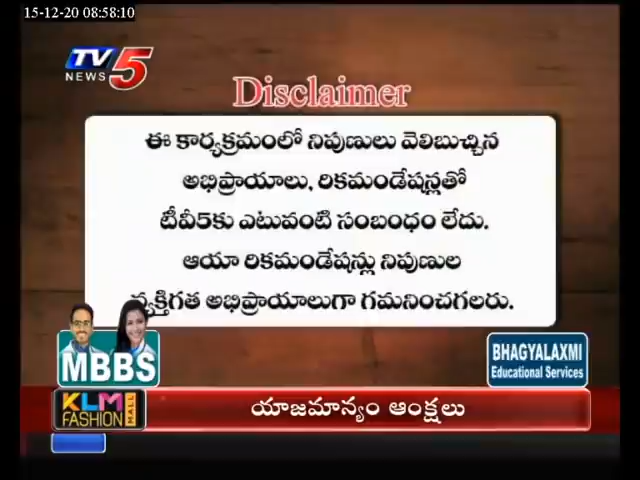 15-12-20 08:58:10
TV5
NEWS
Disclaimer
ఈ కార్యక్రమంలో నిపుణులు వెలిబుచ్చిన
అభిప్రాయాలు, రికమండేషన్లతో
టీవీ5కు ఎటువంటి సంబంధం లేదు.
ఆయా రికమండేషన్లు నిపుణుల
వ్యక్తిగత అభిప్రాయాలుగా గమనించగలరు.
MBBS
BHAGYALAXMI
Educational Services
KLM
FASHION
MALL
యాజమాన్యం ఆంక్షలు